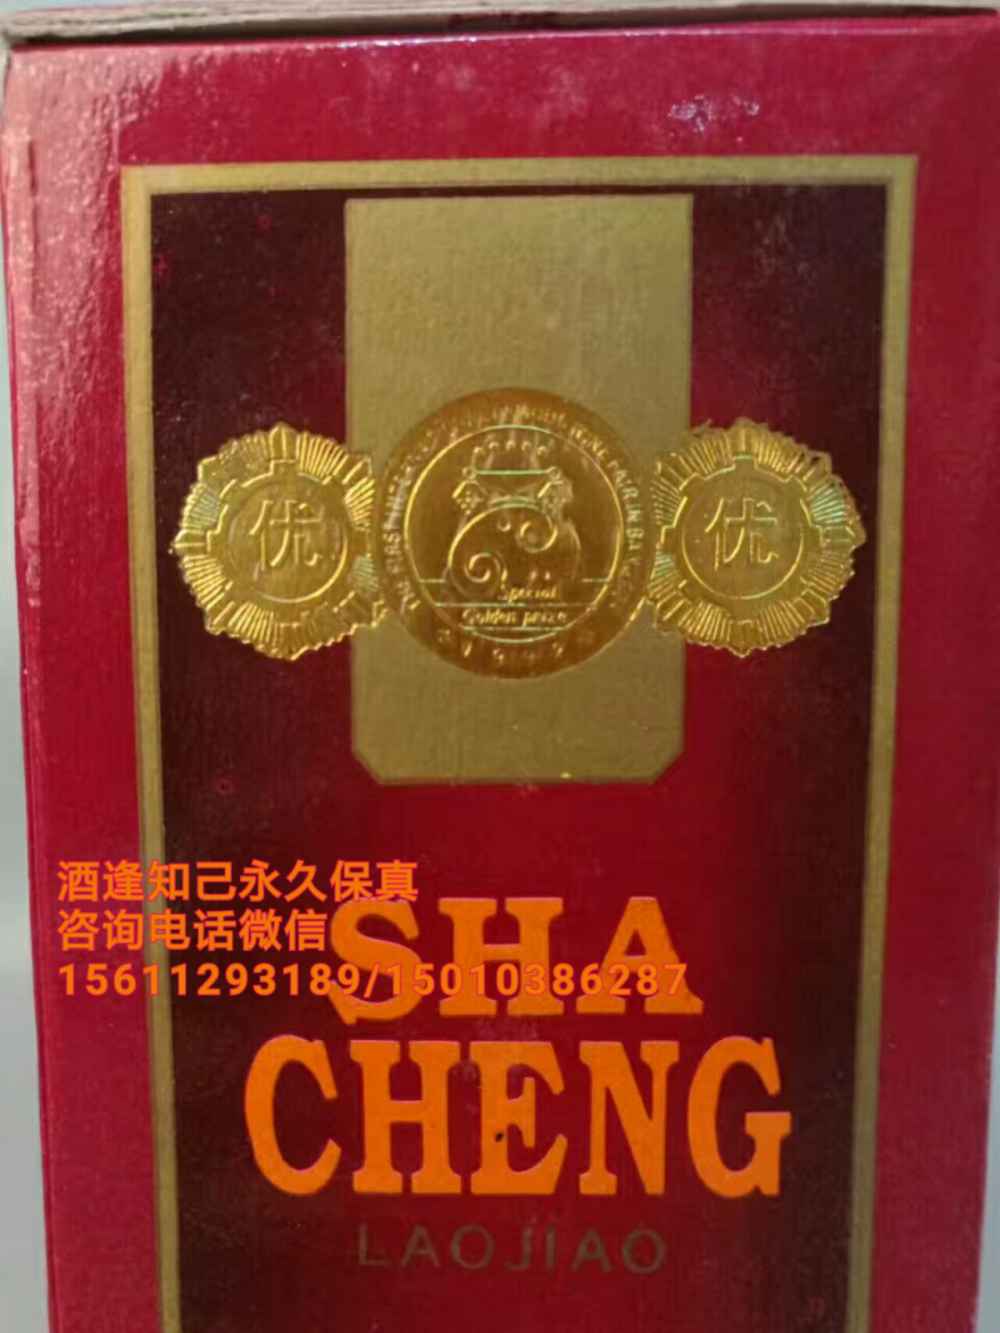 优
优
Special
Golden prize
酒逢知己永久保真
咨询电话微信
15611293189/15010386287
SHA
CHENG
LAOJIAO